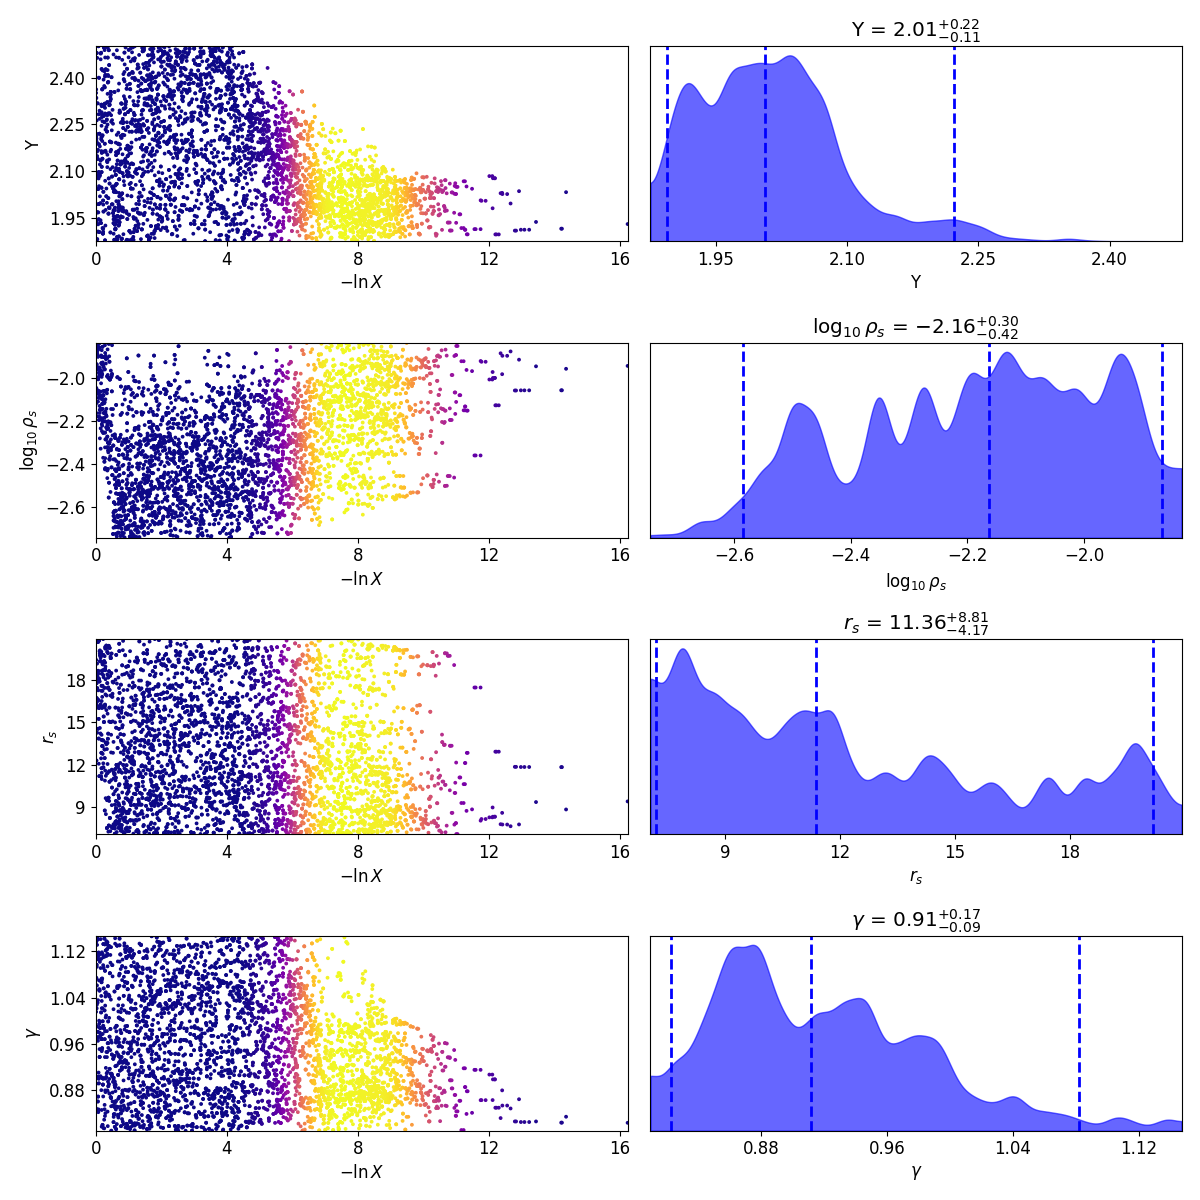 Y = 2.01+0.22−0.11
2.40
2.25
2.10
1.95
Y
0 4 8 12 16
−ln X
1.95 2.10 2.25 2.40
Y
log10 ρs = −2.16+0.30−0.42
−2.0
−2.2
−2.4
−2.6
log10 ρs
0 4 8 12 16
−ln X
−2.6 −2.4 −2.2 −2.0
log10 ρs
rs = 11.36+8.81−4.17
18
15
12
9
rs
0 4 8 12 16
−ln X
9 12 15 18
rs
γ = 0.91+0.17−0.09
1.12
1.04
0.96
0.88
γ
0 4 8 12 16
−ln X
0.88 0.96 1.04 1.12
γ